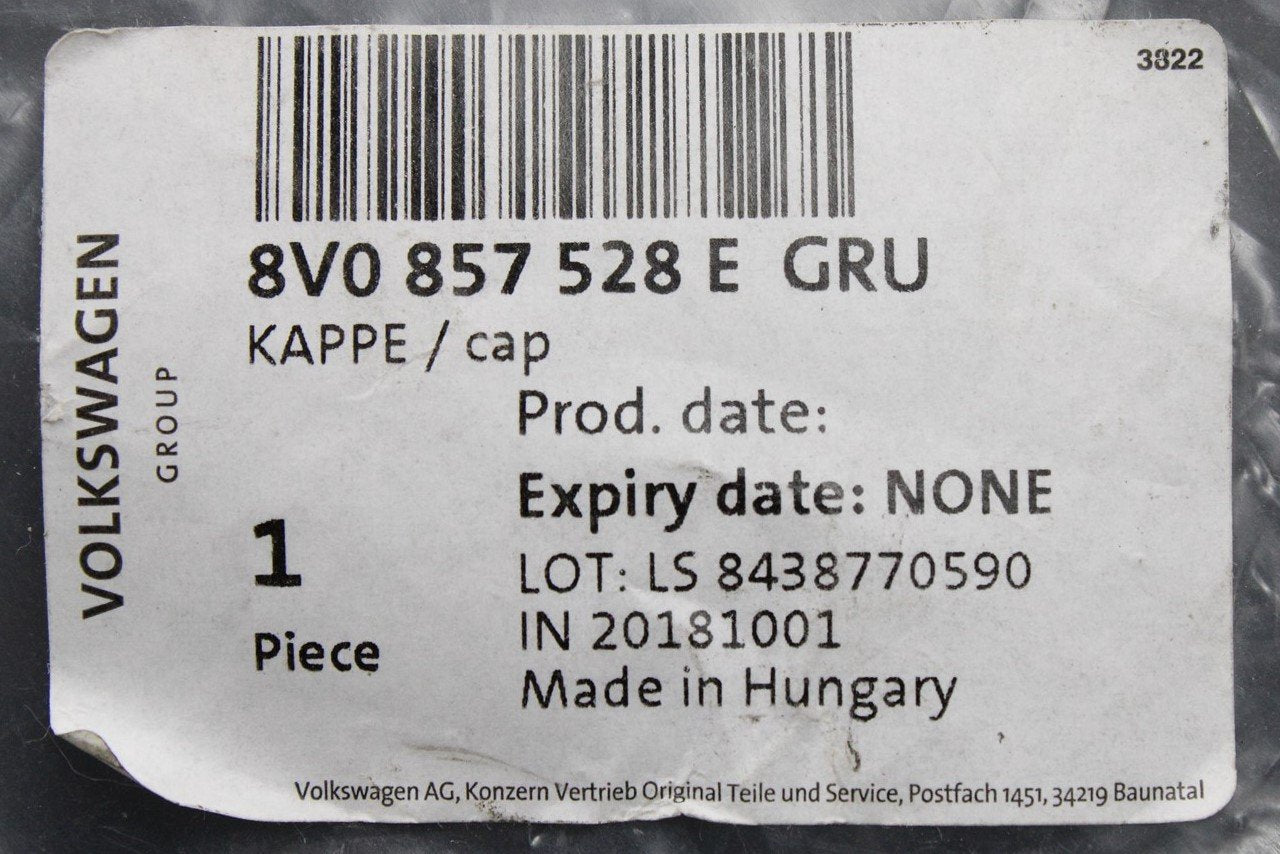 3822
8V0 857 528 E GRU
KAPPE / cap
Prod. date:
Expiry date: NONE
1
Piece
LOT: LS 8438770590
IN 20181001
Made in Hungary
VOLKSWAGEN
GROUP
Volkswagen AG, Konzern Vertrieb Original Teile und Service, Postfach 1451, 34219 Baunatal